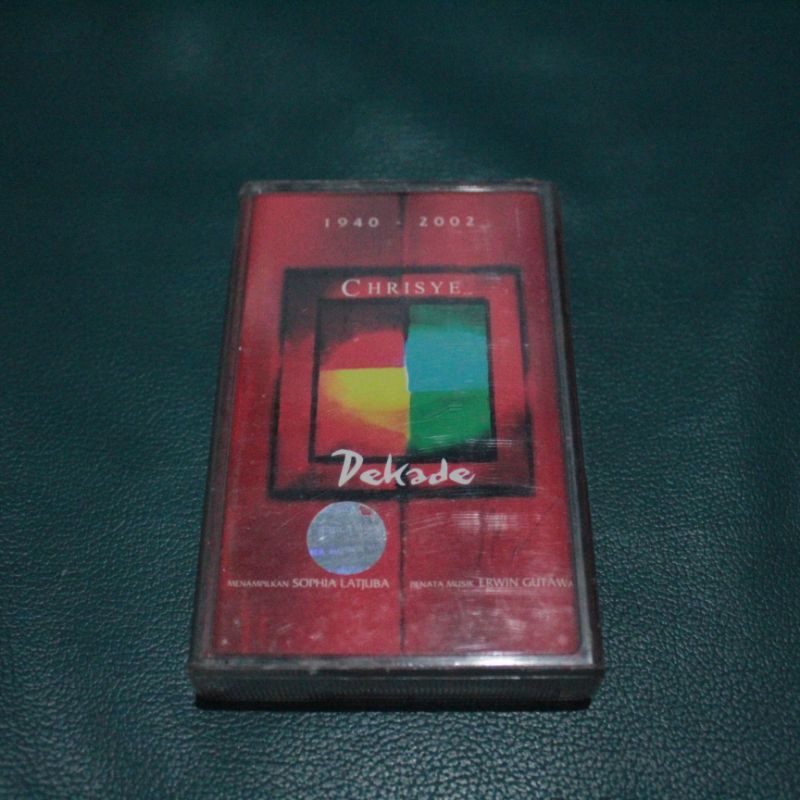 1940 - 2002
CHRISYE
Dekade
MENAMPILKAN SOPHIA LATJUBA PENATA MUSIK ERWIN GUTAWA